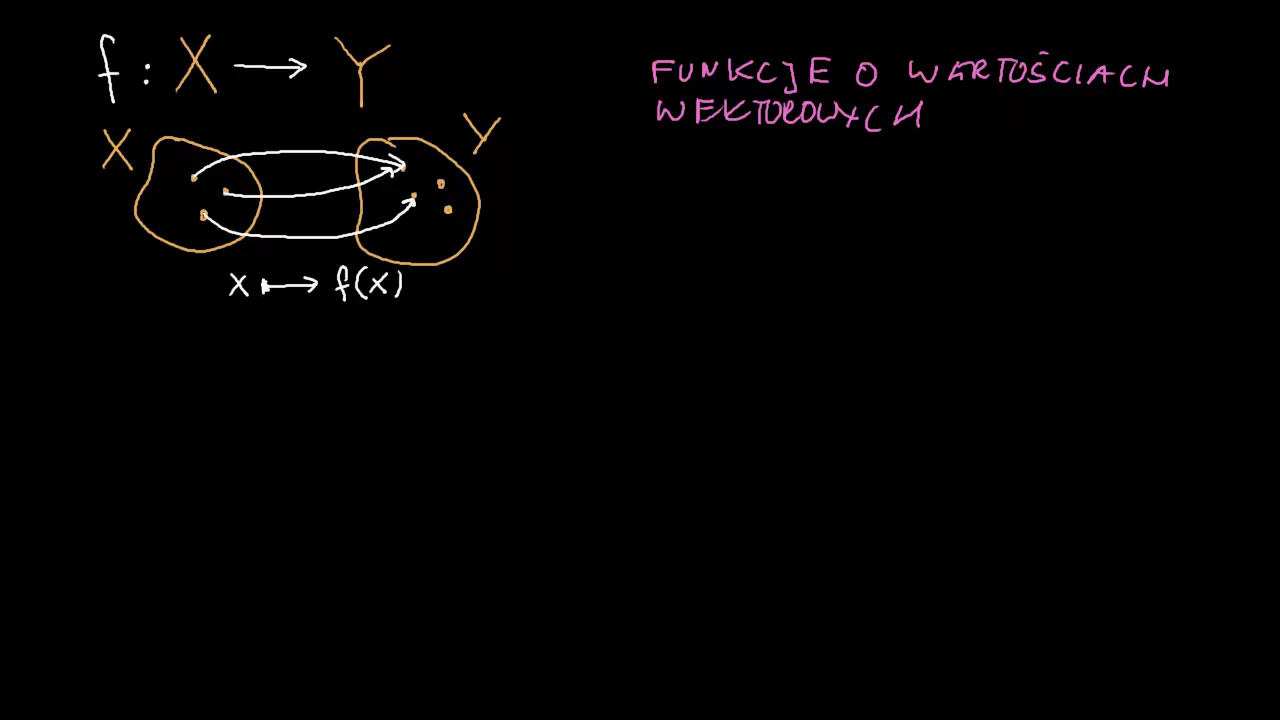 f : X → Y
X
Y
x ↦ f(x)
FUNKCJE O WARTOŚCIACH
WEKTOROWYCH